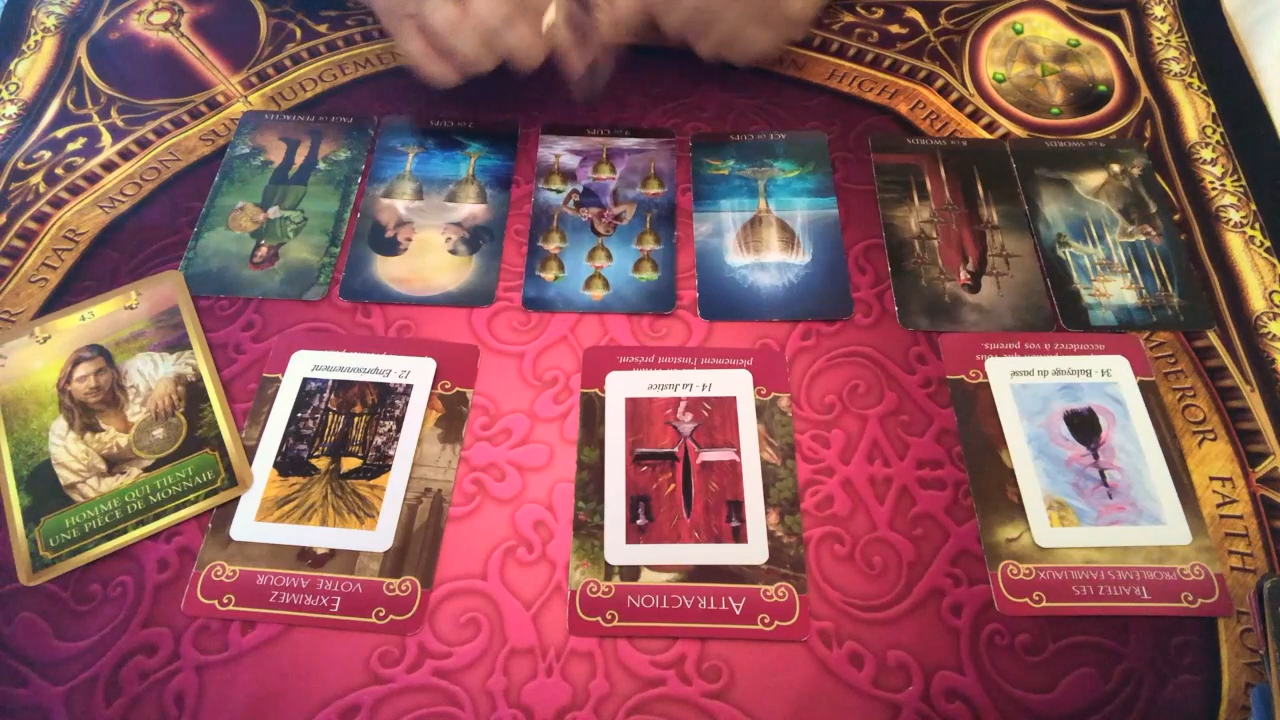 STAR MOON SUN JUDGEMENT
HIGH PRIE
PAGE OF PENTACLES
2 OF CUPS
9 OF CUPS
ACE OF CUPS
8 OF SWORDS
9 OF SWORDS
43
HOMME QUI TIENT
UNE PIÈCE DE MONNAIE
12 - Emprisonnement
EXPRIMEZ
VOTRE AMOUR
pleinement l'instant présent.
14 - La Justice
ATTRACTION
accorderez à vos parents.
34 - Balayage du passé
TRAITEZ LES
PROBLÈMES FAMILIAUX
MPEROR FAITH